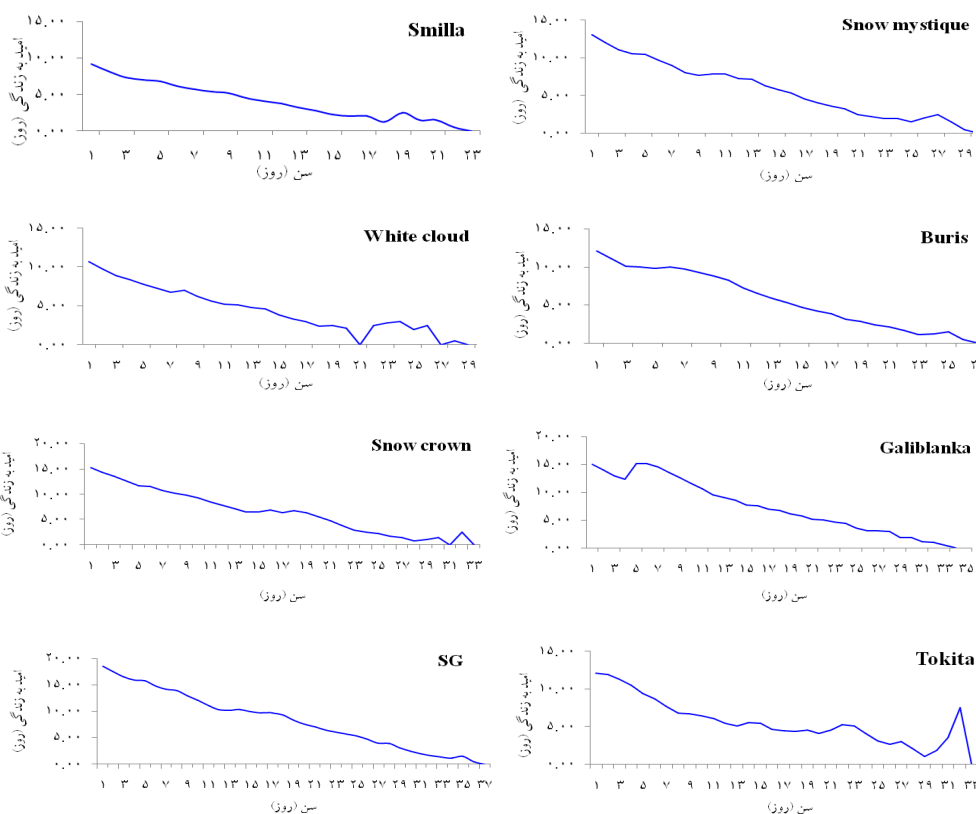 Smilla
۱۵.۰۰
۱۰.۰۰
۵.۰۰
۰.۰۰
امید به زندگی (روز)
۱ ۳ ۵ ۷ ۹ ۱۱ ۱۳ ۱۵ ۱۷ ۱۹ ۲۱ ۲۳
سن (روز)
Snow mystique
۱۵.۰۰
۱۰.۰۰
۵.۰۰
۰.۰۰
امید به زندگی (روز)
۱ ۳ ۵ ۷ ۹ ۱۱ ۱۳ ۱۵ ۱۷ ۱۹ ۲۱ ۲۳ ۲۵ ۲۷ ۲۹
سن (روز)
White cloud
۱۵.۰۰
۱۰.۰۰
۵.۰۰
۰.۰۰
امید به زندگی (روز)
۱ ۳ ۵ ۷ ۹ ۱۱ ۱۳ ۱۵ ۱۷ ۱۹ ۲۱ ۲۳ ۲۵ ۲۷ ۲۹
سن (روز)
Buris
۱۵.۰۰
۱۰.۰۰
۵.۰۰
۰.۰۰
امید به زندگی (روز)
۱ ۳ ۵ ۷ ۹ ۱۱ ۱۳ ۱۵ ۱۷ ۱۹ ۲۱ ۲۳ ۲۵
سن (روز)
Snow crown
۲۰.۰۰
۱۵.۰۰
۱۰.۰۰
۵.۰۰
۰.۰۰
امید به زندگی (روز)
۱ ۳ ۵ ۷ ۹ ۱۱ ۱۳ ۱۵ ۱۷ ۱۹ ۲۱ ۲۳ ۲۵ ۲۷ ۲۹ ۳۱ ۳۳
سن (روز)
Galiblanka
۲۰.۰۰
۱۵.۰۰
۱۰.۰۰
۵.۰۰
۰.۰۰
امید به زندگی (روز)
۱ ۳ ۵ ۷ ۹ ۱۱ ۱۳ ۱۵ ۱۷ ۱۹ ۲۱ ۲۳ ۲۵ ۲۷ ۲۹ ۳۱ ۳۳ ۳۵
سن (روز)
SG
۲۰.۰۰
۱۵.۰۰
۱۰.۰۰
۵.۰۰
۰.۰۰
امید به زندگی (روز)
۱ ۳ ۵ ۷ ۹ ۱۱ ۱۳ ۱۵ ۱۷ ۱۹ ۲۱ ۲۳ ۲۵ ۲۷ ۲۹ ۳۱ ۳۳ ۳۵ ۳۷
سن (روز)
Tokita
۱۵.۰۰
۱۰.۰۰
۵.۰۰
۰.۰۰
امید به زندگی (روز)
۱ ۳ ۵ ۷ ۹ ۱۱ ۱۳ ۱۵ ۱۷ ۱۹ ۲۱ ۲۳ ۲۵ ۲۷ ۲۹ ۳۱
سن (روز)